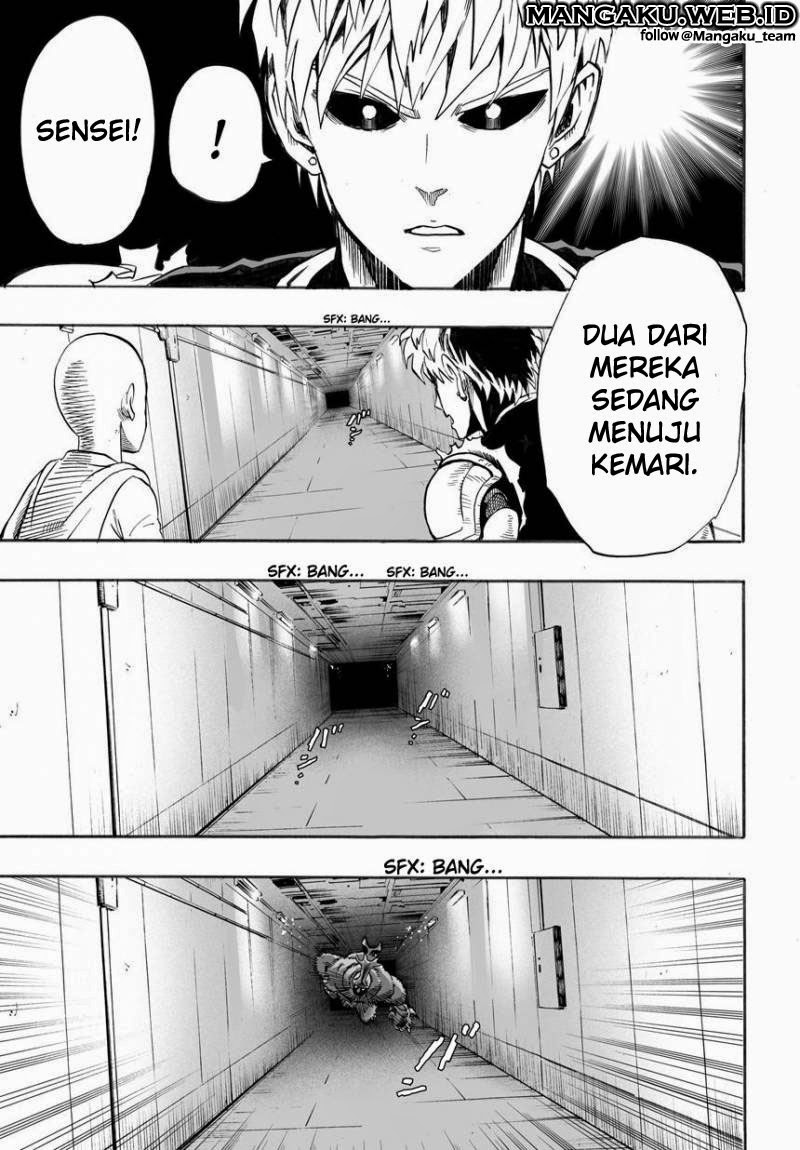 MANGAKU.WEB.ID
follow @Mangaku_team
!
SENSEI!
DUA DARI
MEREKA
SEDANG
MENUJU
KEMARI.
SFX: BANG...
SFX: BANG...
SFX: BANG...
SFX: BANG...